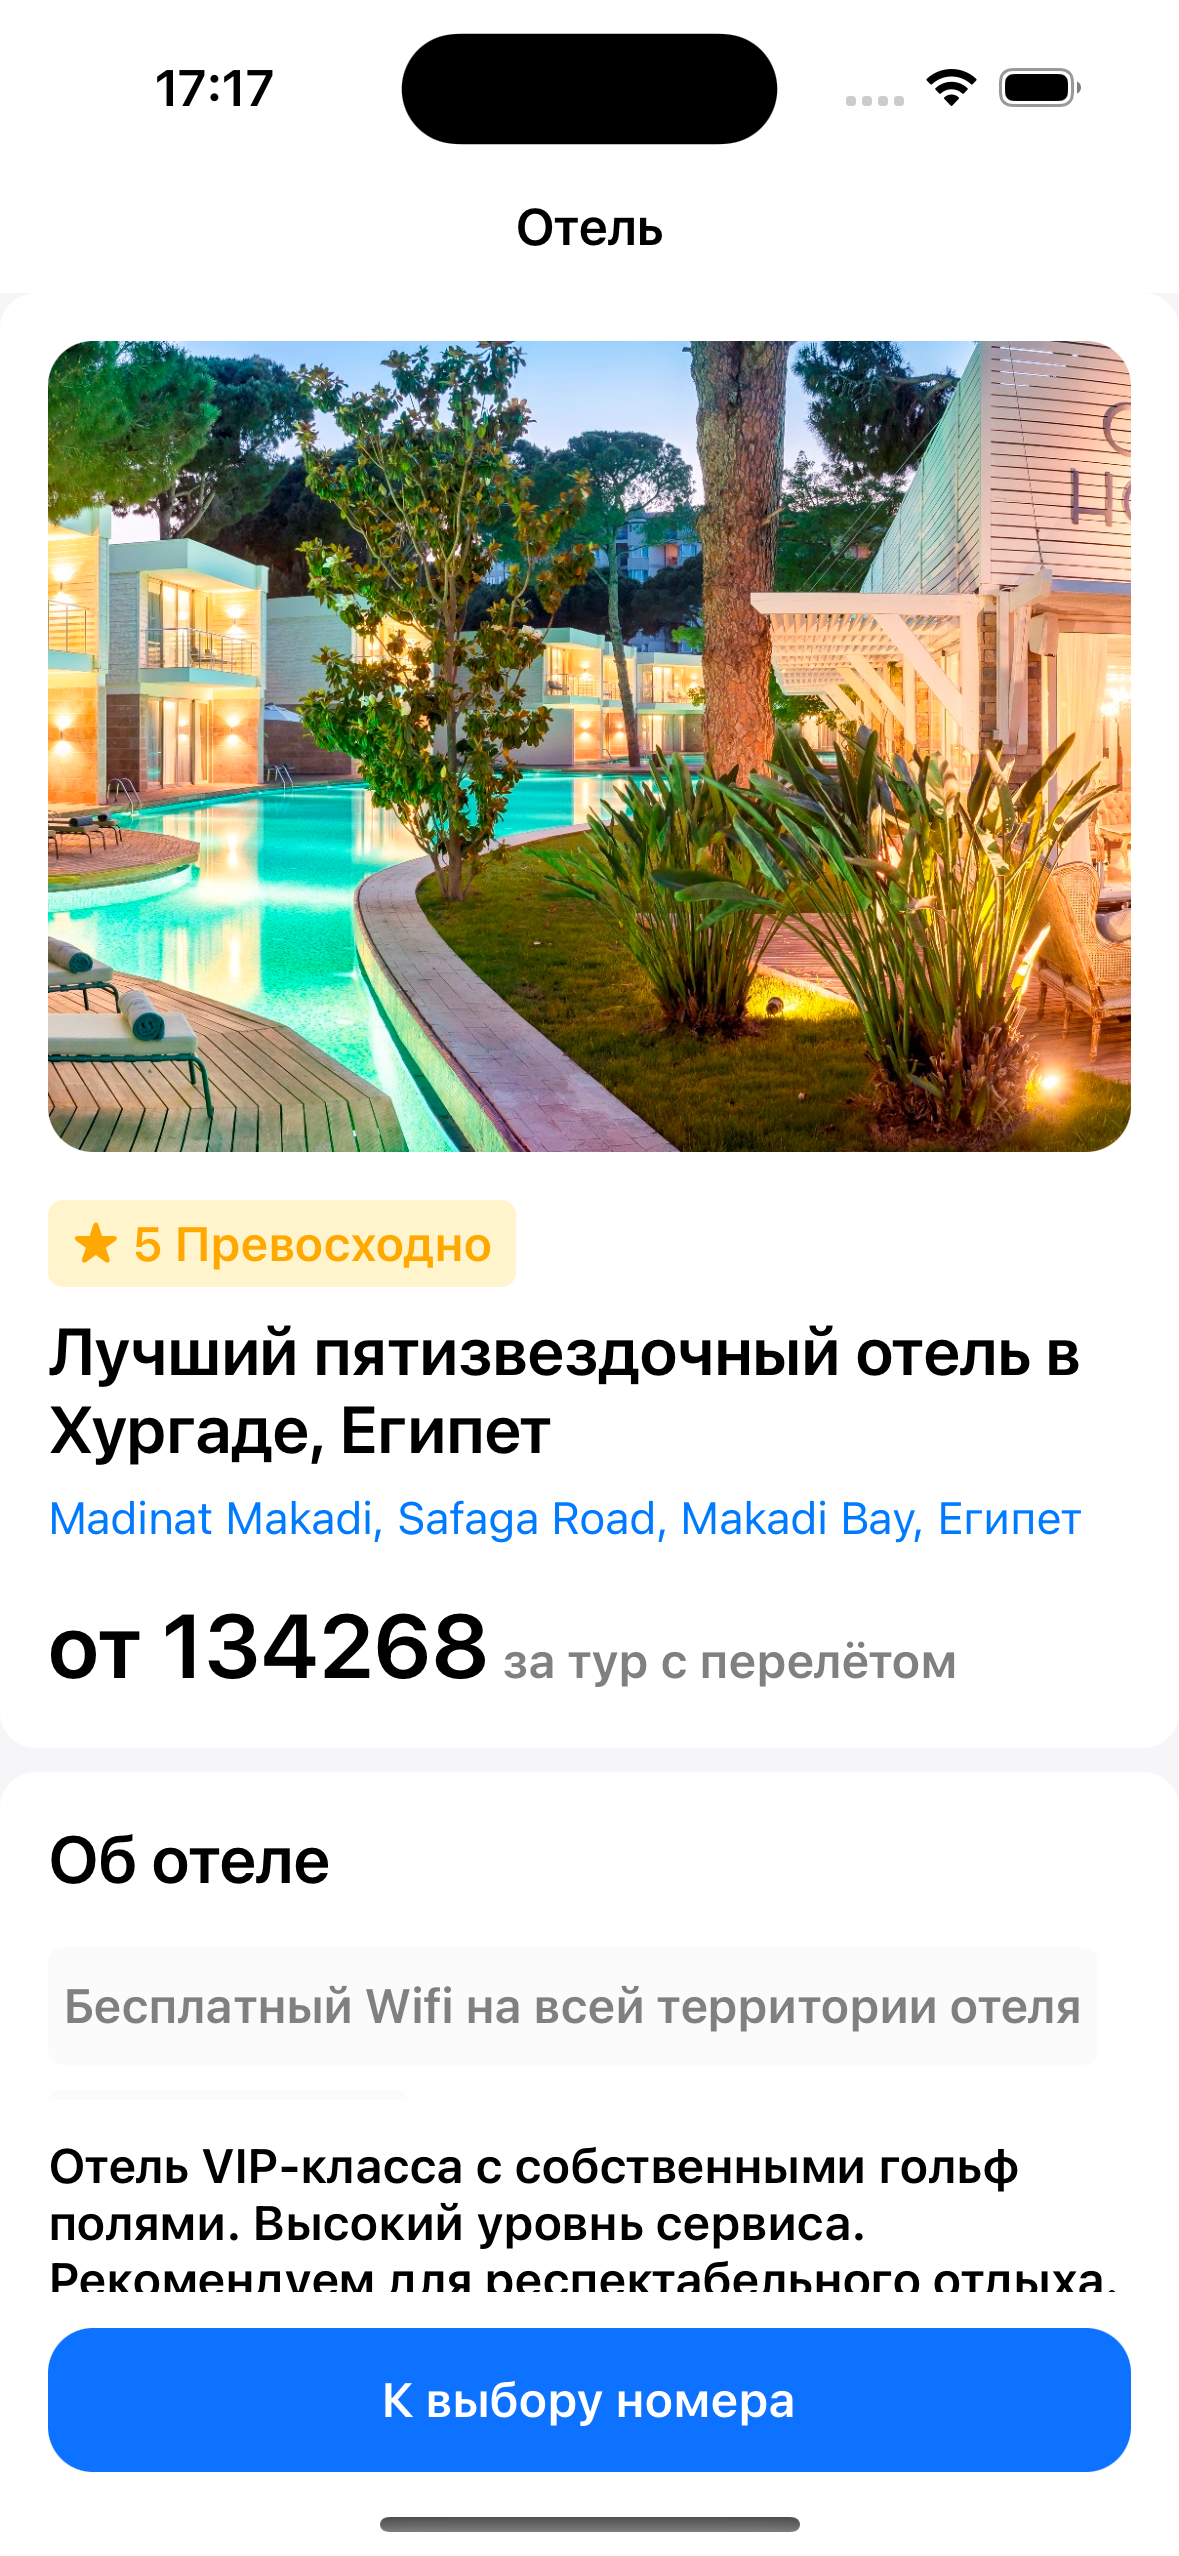 17:17
Отель
5 Превосходно
Лучший пятизвездочный отель в
Хургаде, Египет
Madinat Makadi, Safaga Road, Makadi Bay, Египет
от 134268 за тур с перелётом
Об отеле
Бесплатный Wifi на всей территории отеля
Отель VIP-класса с собственными гольф
полями. Высокий уровнь сервиса.
Рекомендуем для респектабельного отдыха.
К выбору номера